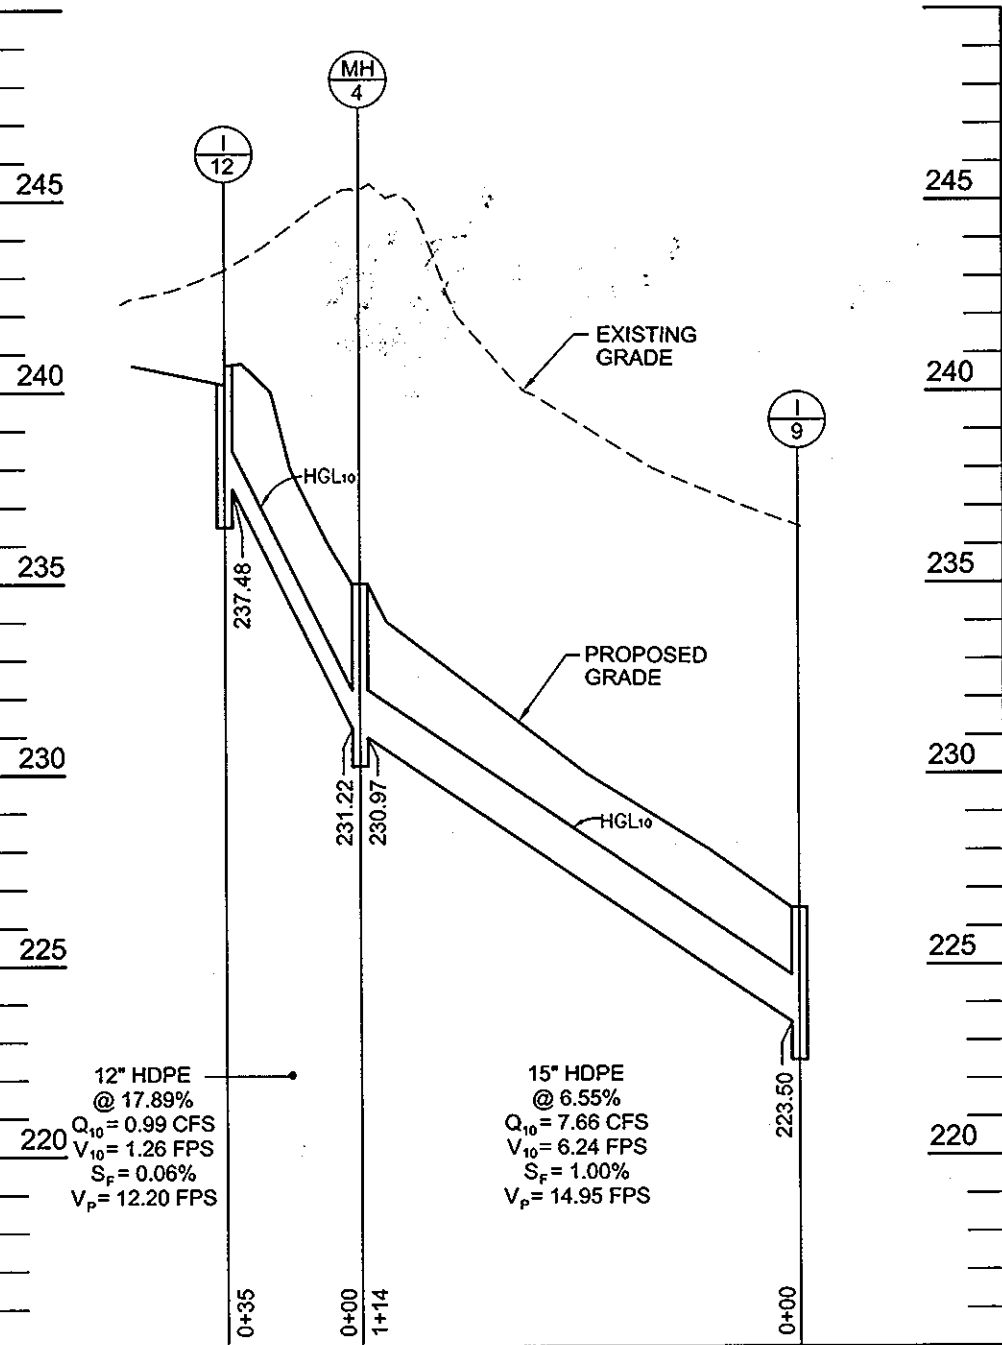 MH
4
I
12
245
245
EXISTING
GRADE
240
240
I
9
HGL10
235
235
237.48
PROPOSED
GRADE
230
230
231.22
230.97
HGL10
225
225
12" HDPE
@ 17.89%
Q10 = 0.99 CFS
V10 = 1.26 FPS
SF = 0.06%
VP = 12.20 FPS
15" HDPE
@ 6.55%
Q10 = 7.66 CFS
V10 = 6.24 FPS
SF = 1.00%
VP = 14.95 FPS
223.50
220
220
0+35
0+00
1+14
0+00